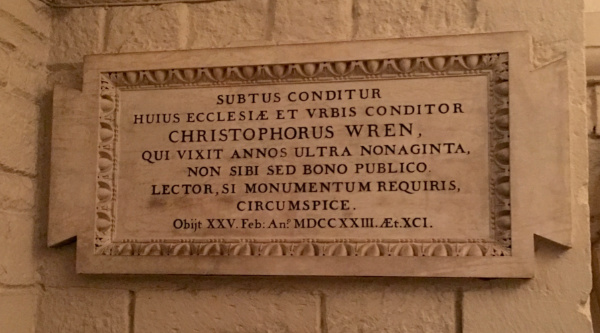 SUBTUS CONDITUR
HUIUS ECCLESIÆ ET VRBIS CONDITOR
CHRISTOPHORUS WREN,
QUI VIXIT ANNOS ULTRA NONAGINTA,
NON SIBI SED BONO PUBLICO.
LECTOR, SI MONUMENTUM REQUIRIS,
CIRCUMSPICE.
Obijt XXV. Feb: Anº. MDCCXXIII. Æt. XCI.